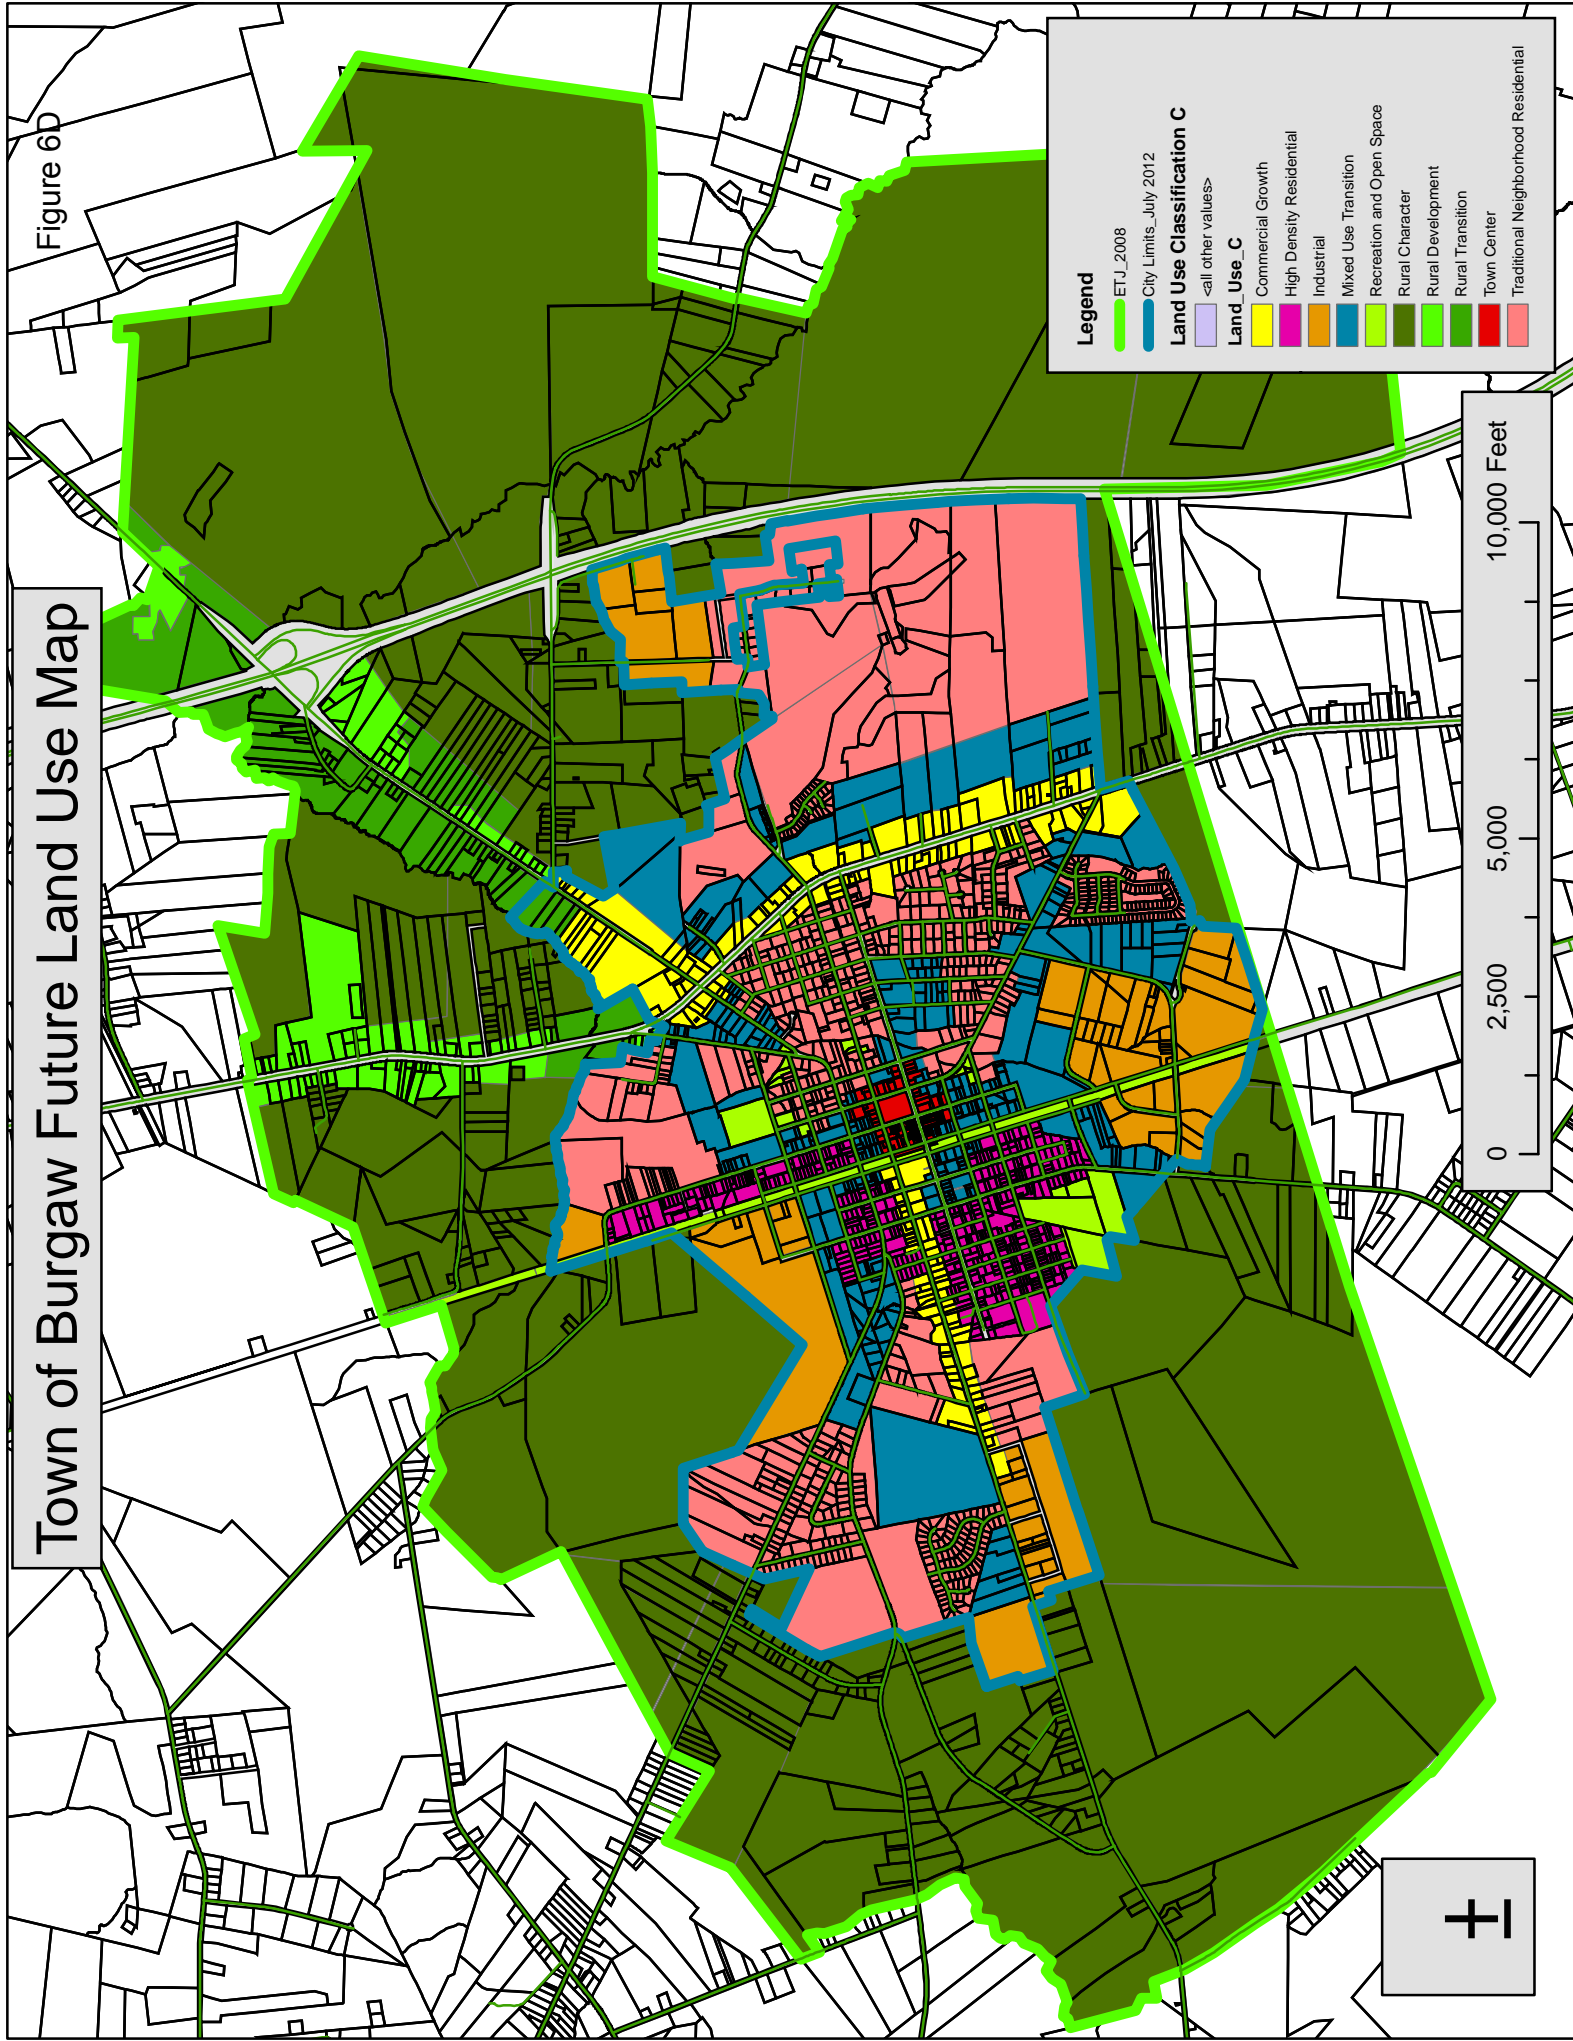 Town of Burgaw Future Land Use Map
Figure 6D
Legend
ETJ_2008
City Limits_July 2012
Land Use Classification C
<all other values>
Land_Use_C
Commercial Growth
High Density Residential
Industrial
Mixed Use Transition
Recreation and Open Space
Rural Character
Rural Development
Rural Transition
Town Center
Traditional Neighborhood Residential
0 2,500 5,000 10,000 Feet
±